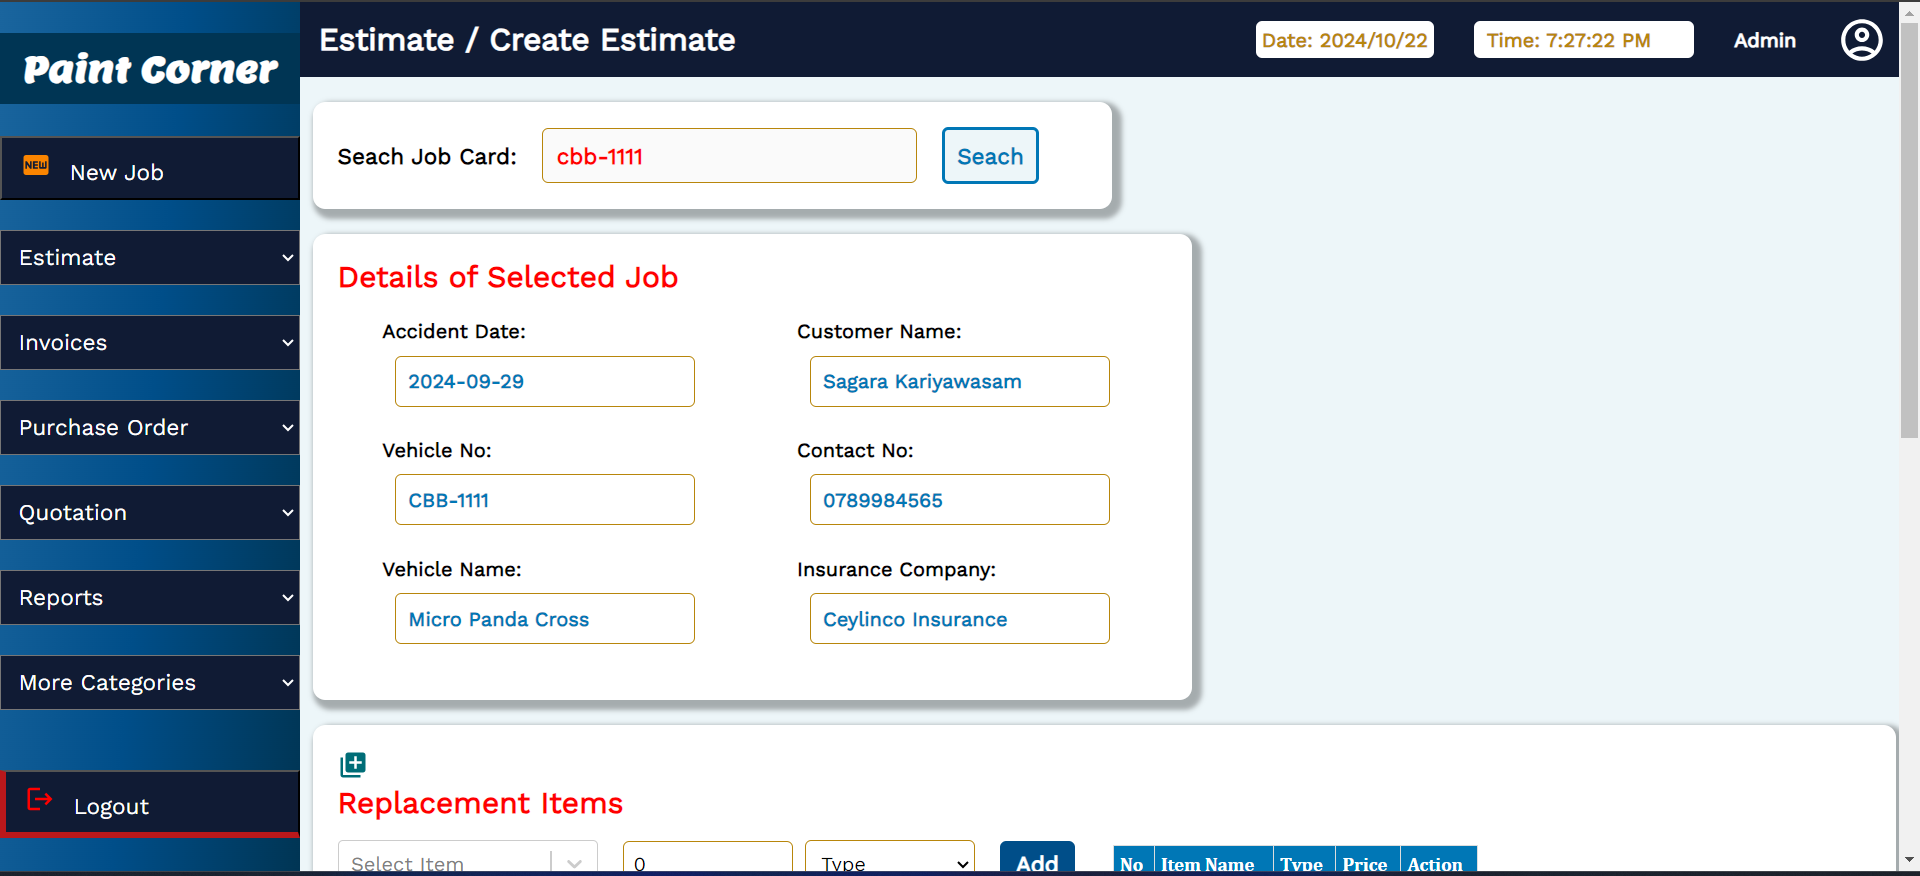 Paint Corner
NEW New Job
Estimate
Invoices
Purchase Order
Quotation
Reports
More Categories
Logout
Estimate / Create Estimate
Date: 2024/10/22
Time: 7:27:22 PM
Admin
Seach Job Card: cbb-1111 Seach
Details of Selected Job
Accident Date: Customer Name:
2024-09-29 Sagara Kariyawasam
Vehicle No: Contact No:
CBB-1111 0789984565
Vehicle Name: Insurance Company:
Micro Panda Cross Ceylinco Insurance
Replacement Items
Select Item 0 Type Add No Item Name Type Price Action